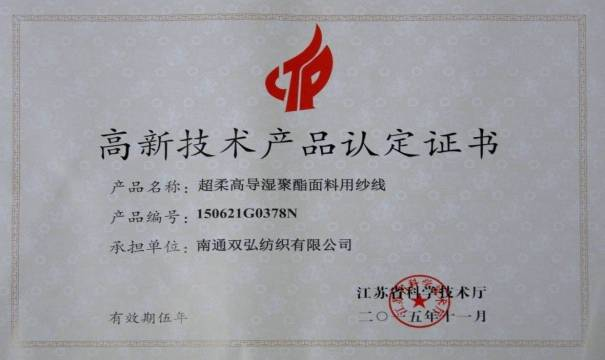 高新技术产品认定证书
产品名称：超柔高导湿聚酯面料用纱线
产品编号：150621G0378N
承担单位：南通双弘纺织有限公司
江苏省科学技术厅
有效期伍年
二〇一五年十一月